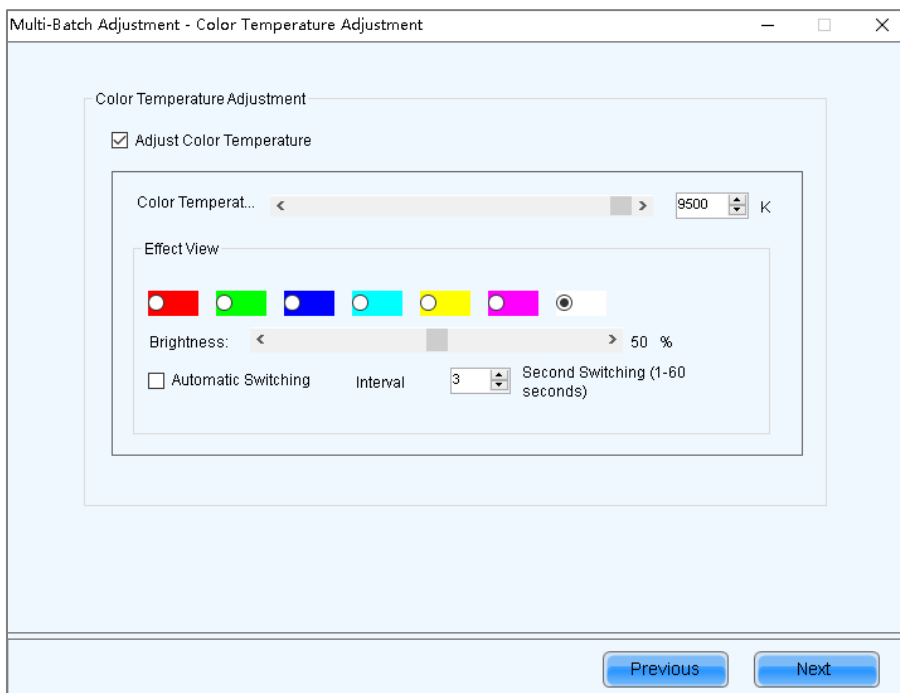 Multi-Batch Adjustment - Color Temperature Adjustment
Color Temperature Adjustment
Adjust Color Temperature
Color Temperat... 9500 K
Effect View
Brightness: 50 %
Automatic Switching Interval 3 Second Switching (1-60
seconds)
Previous Next